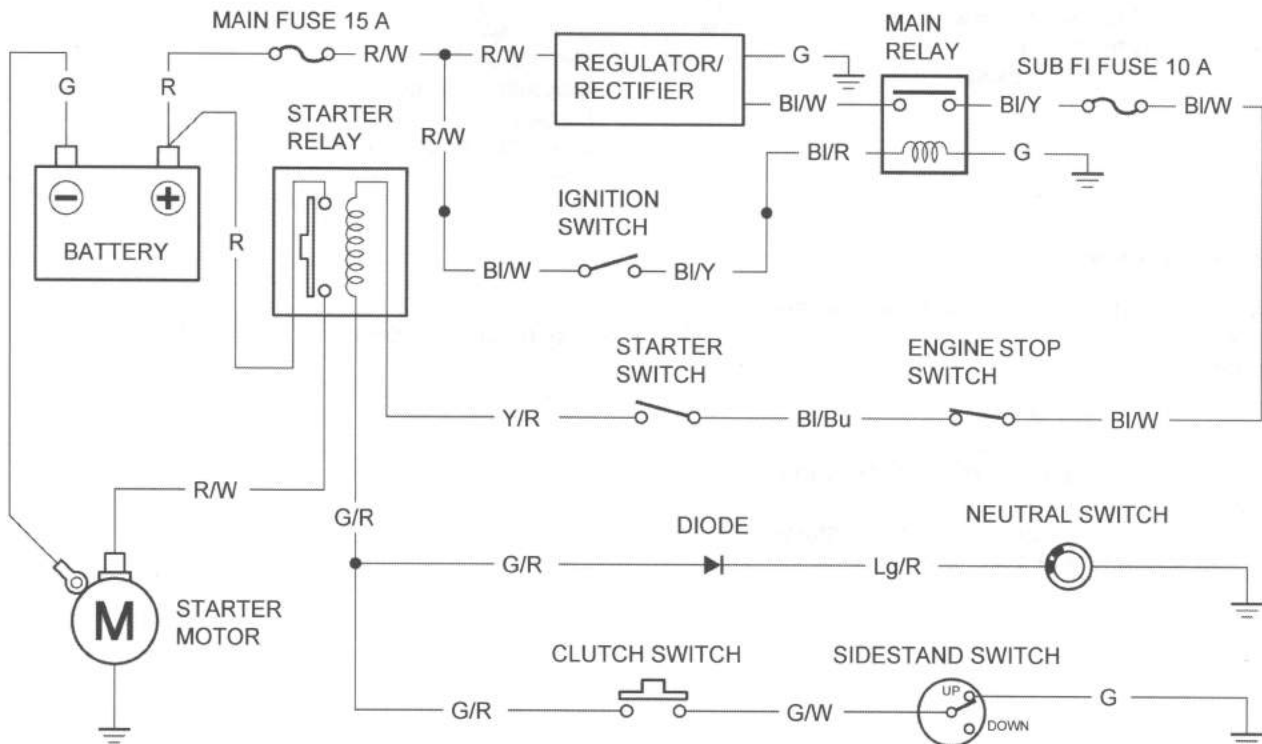 MAIN FUSE 15 A
R/W
R/W
G
R
REGULATOR/
RECTIFIER
G
Bl/W
MAIN
RELAY
SUB FI FUSE 10 A
Bl/Y
Bl/W
STARTER
RELAY
R/W
Bl/R
G
BATTERY
R
IGNITION
SWITCH
Bl/W
Bl/Y
STARTER
SWITCH
ENGINE STOP
SWITCH
Y/R
Bl/Bu
Bl/W
R/W
G/R
DIODE
NEUTRAL SWITCH
G/R
Lg/R
M
STARTER
MOTOR
CLUTCH SWITCH
SIDESTAND SWITCH
G/R
G/W
UP
DOWN
G